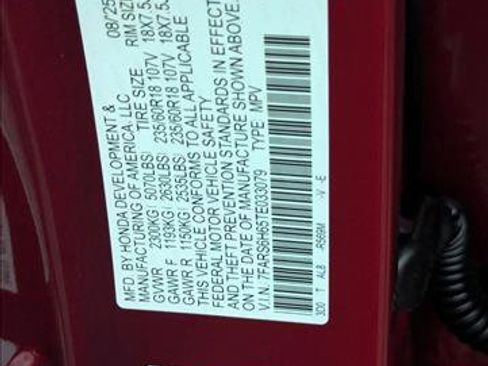 MFD BY HONDA DEVELOPMENT & 08/25
MANUFACTURING OF AMERICA, LLC
TIRE SIZE RIM SIZE
GVWR 2300KG( 5070LBS)
GAWR F 1193KG( 2630LBS) 235/60R18 107V 18X7.5
GAWR R 1150KG( 2535LBS) 235/60R18 107V 18X7.5
THIS VEHICLE CONFORMS TO ALL APPLICABLE
FEDERAL MOTOR VEHICLE SAFETY
AND THEFT PREVENTION STANDARDS IN EFFECT
ON THE DATE OF MANUFACTURE SHOWN ABOVE.
V.I.N. 7FARS6H65TE033079 TYPE: MPV